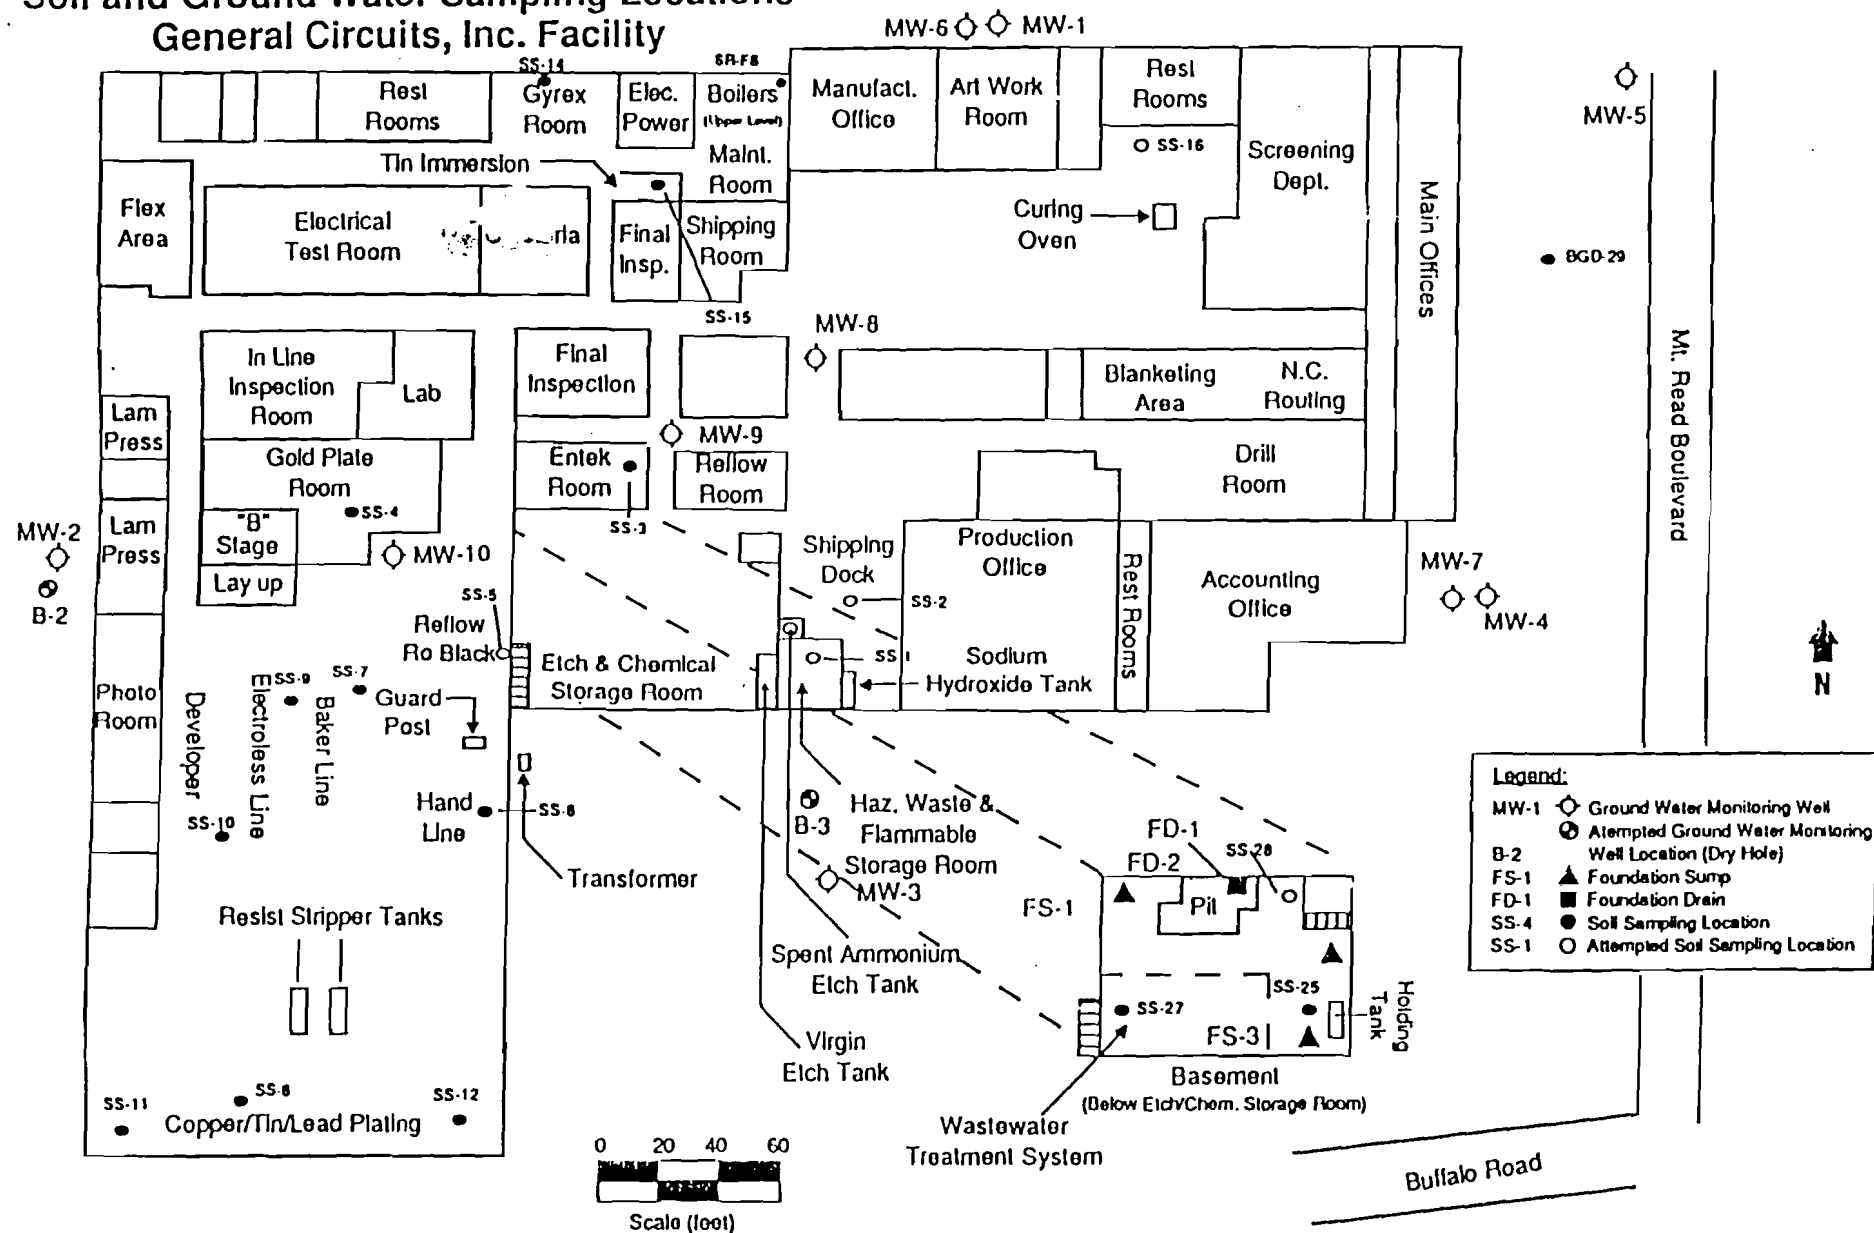 Soil and Ground Water Sampling Locations
General Circuits, Inc. Facility
MW-6
MW-1
MW-5
SS-14
Rest
Rooms
Gyrex
Room
Elec.
Power
Boilers
(Upper Level)
Manufact.
Office
Art Work
Room
Rest
Rooms
SS-16
Screening
Dept.
Tin Immersion
Maint.
Room
Flex
Area
Electrical
Test Room
Final
Insp.
Shipping
Room
Curing
Oven
Main Offices
BGD-29
SS-15
MW-8
In Line
Inspection
Room
Lab
Final
Inspection
Blanketing
Area
N.C.
Routing
Mt. Read Boulevard
Lam
Press
MW-9
Gold Plate
Room
Entek
Room
Reflow
Room
Drill
Room
SS-4
SS-3
MW-2
Lam
Press
"B"
Stage
MW-10
Shipping
Dock
Production
Office
Rest Rooms
Accounting
Office
MW-7
B-2
Lay up
SS-5
SS-2
MW-4
Reflow
Ro Black
Etch & Chemical
Storage Room
SS-1
Sodium
Hydroxide Tank
N
Photo
Room
Developer
Electroless Line
SS-9
Baker Line
SS-7
Guard
Post
Hand
Line
SS-8
SS-10
B-3
Haz. Waste &
Flammable
Storage Room
MW-3
Transformer
FD-1
FD-2
SS-28
FS-1
Pit
Resist Stripper Tanks
Spent Ammonium
Etch Tank
SS-27
SS-25
FS-3
Holding
Tank
Virgin
Etch Tank
Basement
(Below Etch/Chem. Storage Room)
SS-11
SS-6
SS-12
Copper/Tin/Lead Plating
Wastewater
Treatment System
0 20 40 60
Scale (feet)
Buffalo Road
Legend:
MW-1 Ground Water Monitoring Well
Atempted Ground Water Monitoring
B-2 Well Location (Dry Hole)
FS-1 Foundation Sump
FD-1 Foundation Drain
SS-4 Soil Sampling Location
SS-1 Attempted Soil Sampling Location